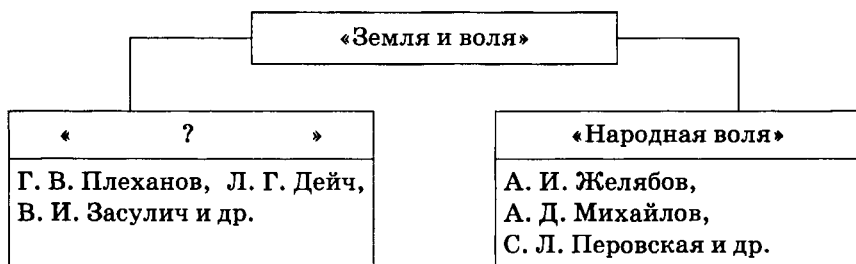 «Земля и воля»
« ? »
Г. В. Плеханов, Л. Г. Дейч,
В. И. Засулич и др.
«Народная воля»
А. И. Желябов,
А. Д. Михайлов,
С. Л. Перовская и др.